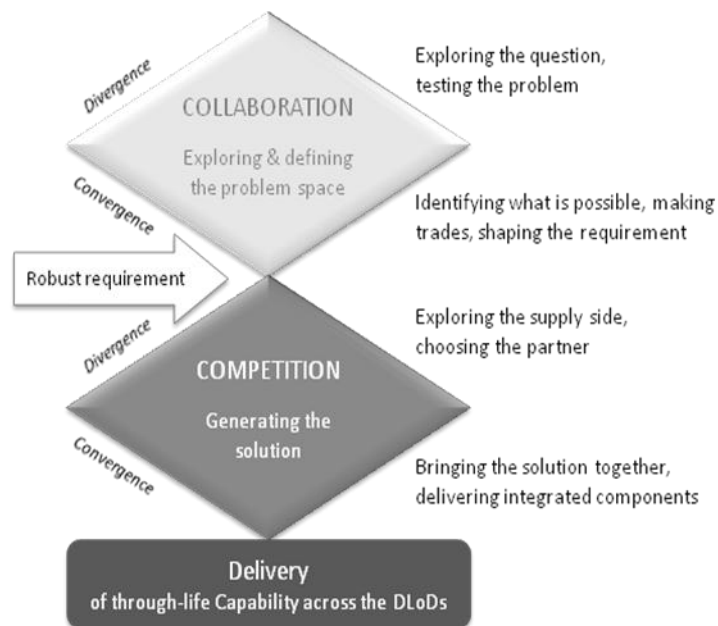 Divergence
COLLABORATION
Exploring & defining
the problem space
Convergence
Exploring the question,
testing the problem
Identifying what is possible, making
trades, shaping the requirement
Robust requirement
Divergence
COMPETITION
Generating the
solution
Convergence
Exploring the supply side,
choosing the partner
Bringing the solution together,
delivering integrated components
Delivery
of through-life Capability across the DLoDs